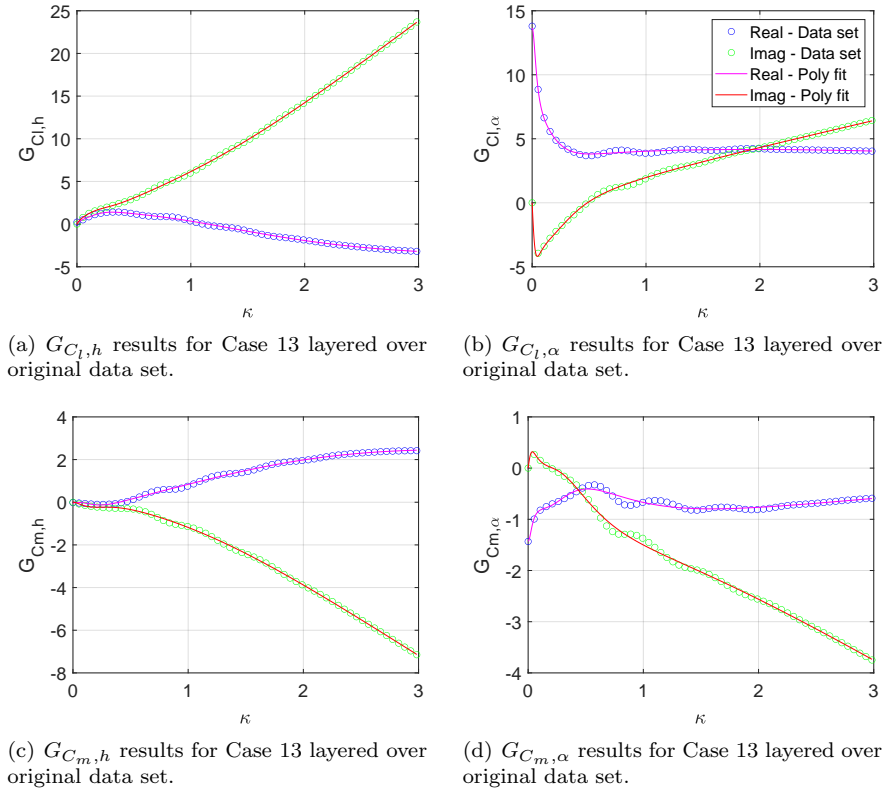 25
20
15
10
5
0
-5
G_{Cl,h}
0
1
2
3
κ
15
10
5
0
-5
G_{Cl,α}
Real - Data set
Imag - Data set
Real - Poly fit
Imag - Poly fit
0
1
2
3
κ
(a) G_{C_l},h results for Case 13 layered over
original data set.
(b) G_{C_l},α results for Case 13 layered over
original data set.
4
2
0
-2
-4
-6
-8
G_{Cm,h}
0
1
2
3
κ
1
0
-1
-2
-3
-4
G_{Cm,α}
0
1
2
3
κ
(c) G_{C_m},h results for Case 13 layered over
original data set.
(d) G_{C_m},α results for Case 13 layered over
original data set.